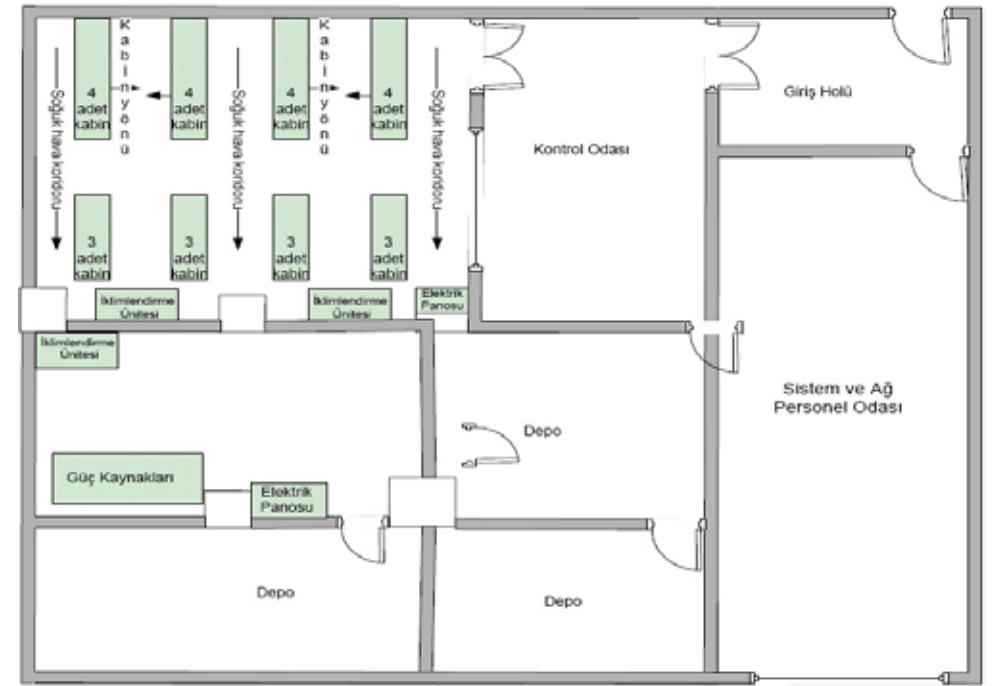 Kabin yönü
Kabin yönü
4
adet
kabin
4
adet
kabin
4
adet
kabin
4
adet
kabin
Soğuk hava koridoru
Soğuk hava koridoru
Soğuk hava koridoru
3
adet
kabin
3
adet
kabin
3
adet
kabin
3
adet
kabin
Giriş Holü
Kontrol Odası
İklimlendirme
Ünitesi
İklimlendirme
Ünitesi
Elektrik
Panosu
İklimlendirme
Ünitesi
Sistem ve Ağ
Personel Odası
Depo
Güç Kaynakları
Elektrik
Panosu
Depo
Depo